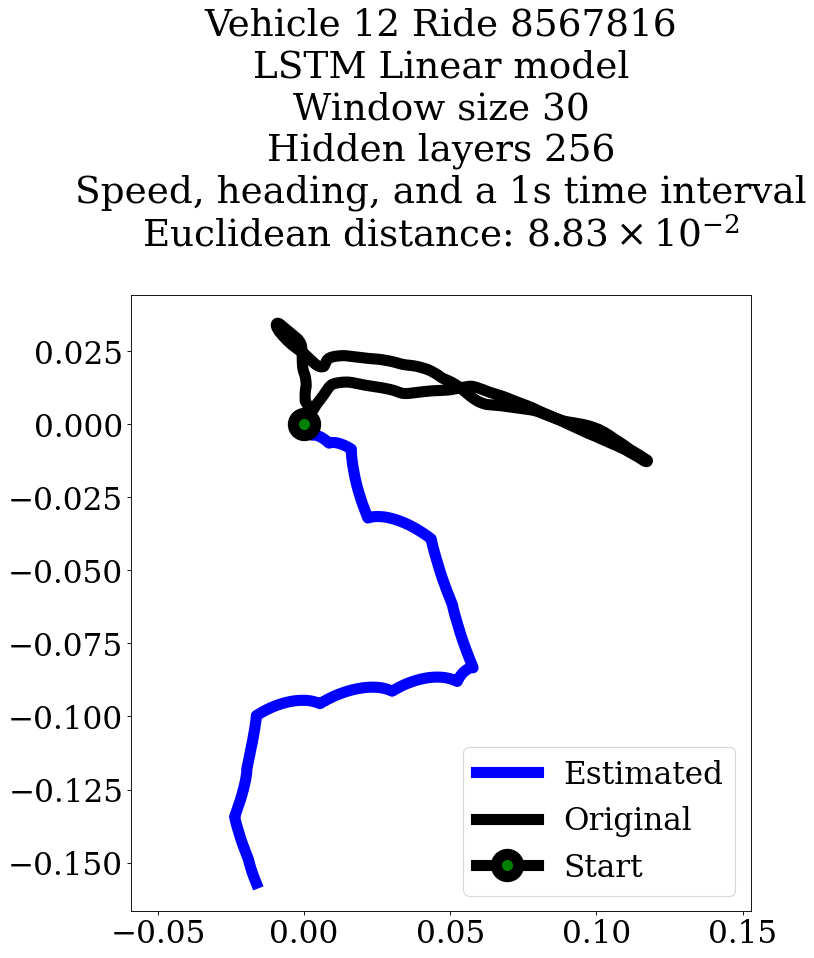 Vehicle 12 Ride 8567816
LSTM Linear model
Window size 30
Hidden layers 256
Speed, heading, and a 1s time interval
Euclidean distance: 8.83 × 10⁻²
0.025
0.000
−0.025
−0.050
−0.075
−0.100
−0.125
−0.150
Estimated
Original
Start
−0.05 0.00 0.05 0.10 0.15